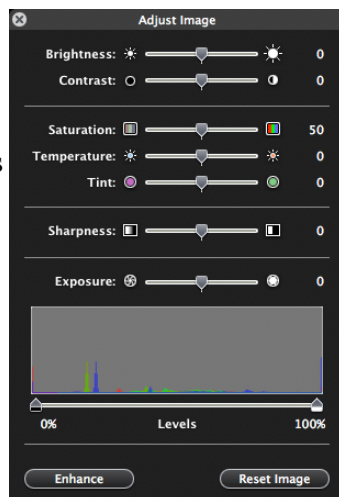 Adjust Image
Brightness: 0
Contrast: 0
Saturation: 50
Temperature: 0
Tint: 0
Sharpness: 0
Exposure: 0
0% Levels 100%
Enhance Reset Image